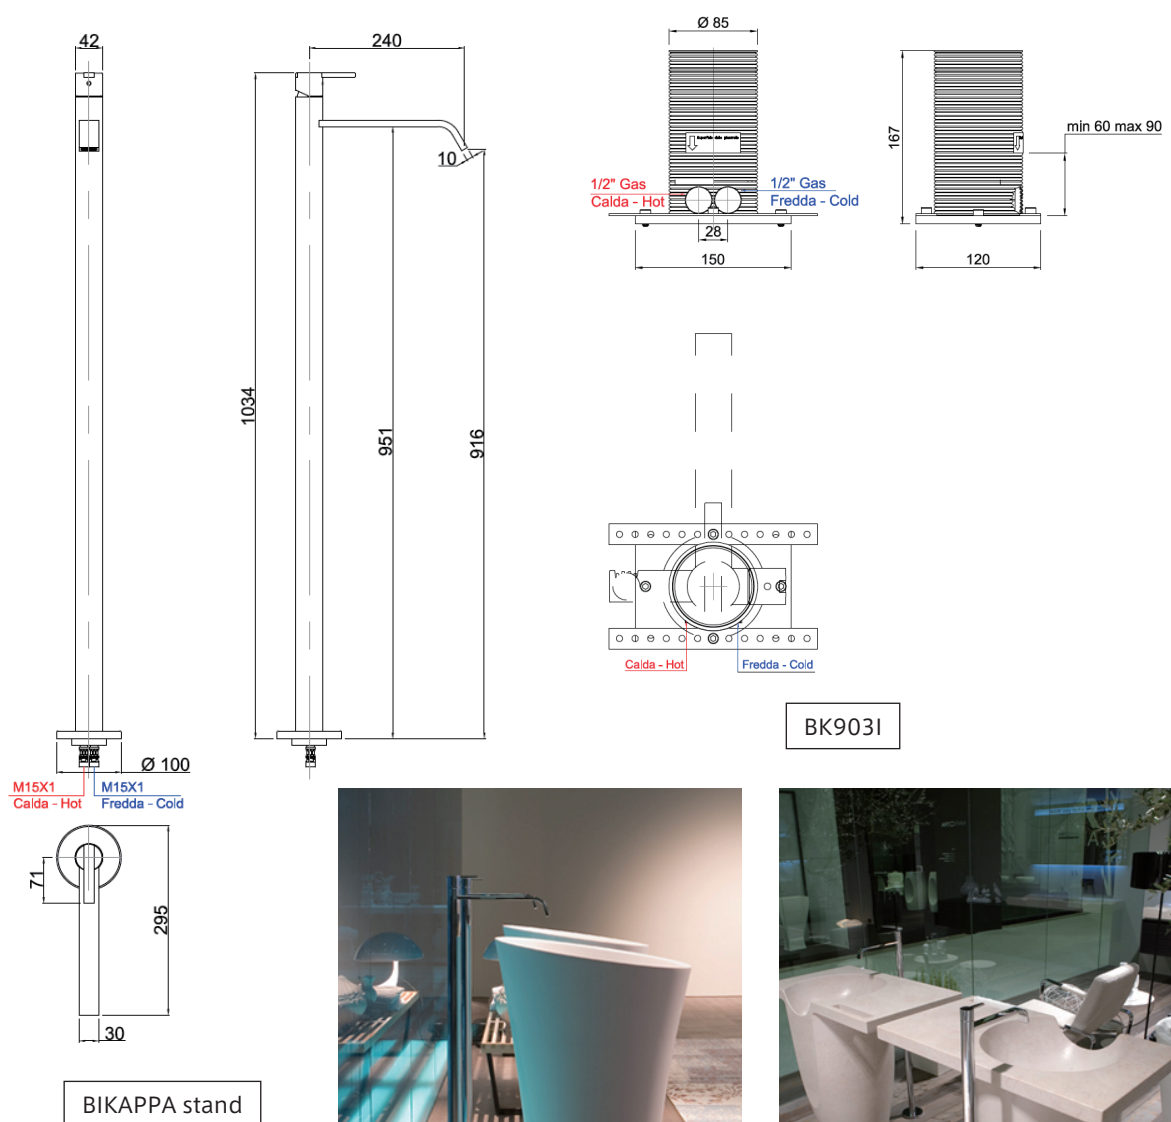 42
240
10
1034
951
916
Ø 100
M15X1
Calda - Hot
M15X1
Fredda - Cold
71
295
30
BIKAPPA stand
Ø 85
1/2" Gas
Calda - Hot
1/2" Gas
Fredda - Cold
28
150
167
min 60 max 90
120
Calda - Hot
Fredda - Cold
BK903I